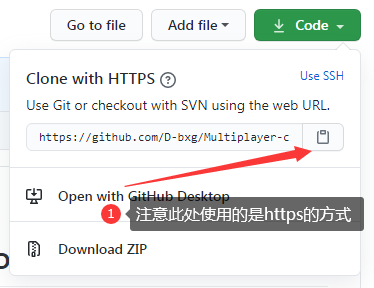 Go to file
Add file
Code
Clone with HTTPS
Use SSH
Use Git or checkout with SVN using the web URL.
https://github.com/D-bxg/Multiplayer-c
Open with GitHub Desktop
1 注意此处使用的是https的方式
Download ZIP